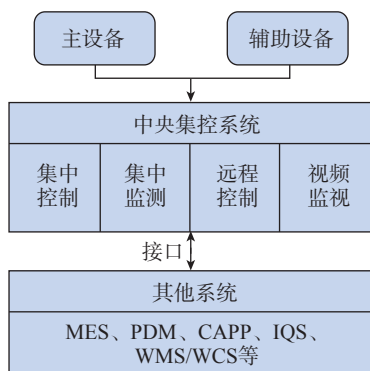 主设备
辅助设备
中央集控系统
集中
控制
集中
监测
远程
控制
视频
监视
接口
其他系统
MES、PDM、CAPP、IQS、
WMS/WCS等